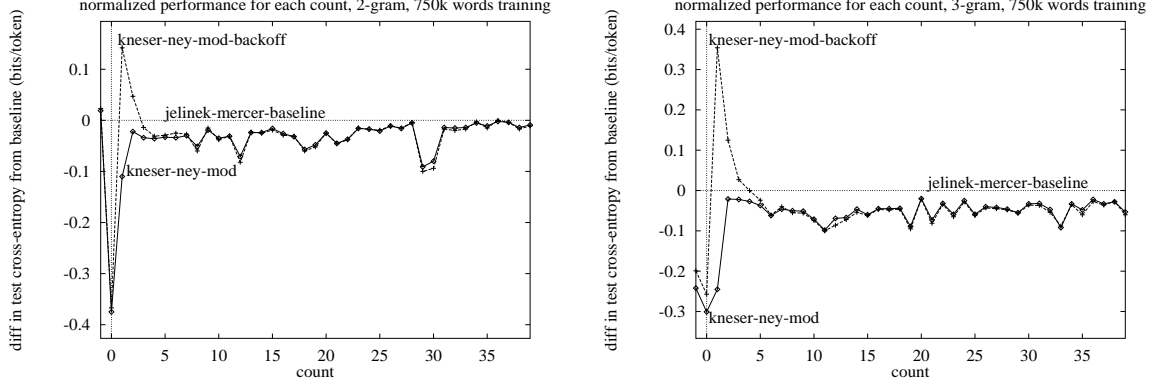 normalized performance for each count, 2-gram, 750k words training
diff in test cross-entropy from baseline (bits/token)
0.1
0
-0.1
-0.2
-0.3
-0.4
kneser-ney-mod-backoff
jelinek-mercer-baseline
kneser-ney-mod
0 5 10 15 20 25 30 35
count
normalized performance for each count, 3-gram, 750k words training
diff in test cross-entropy from baseline (bits/token)
0.4
0.3
0.2
0.1
0
-0.1
-0.2
-0.3
kneser-ney-mod-backoff
jelinek-mercer-baseline
kneser-ney-mod
0 5 10 15 20 25 30 35
count